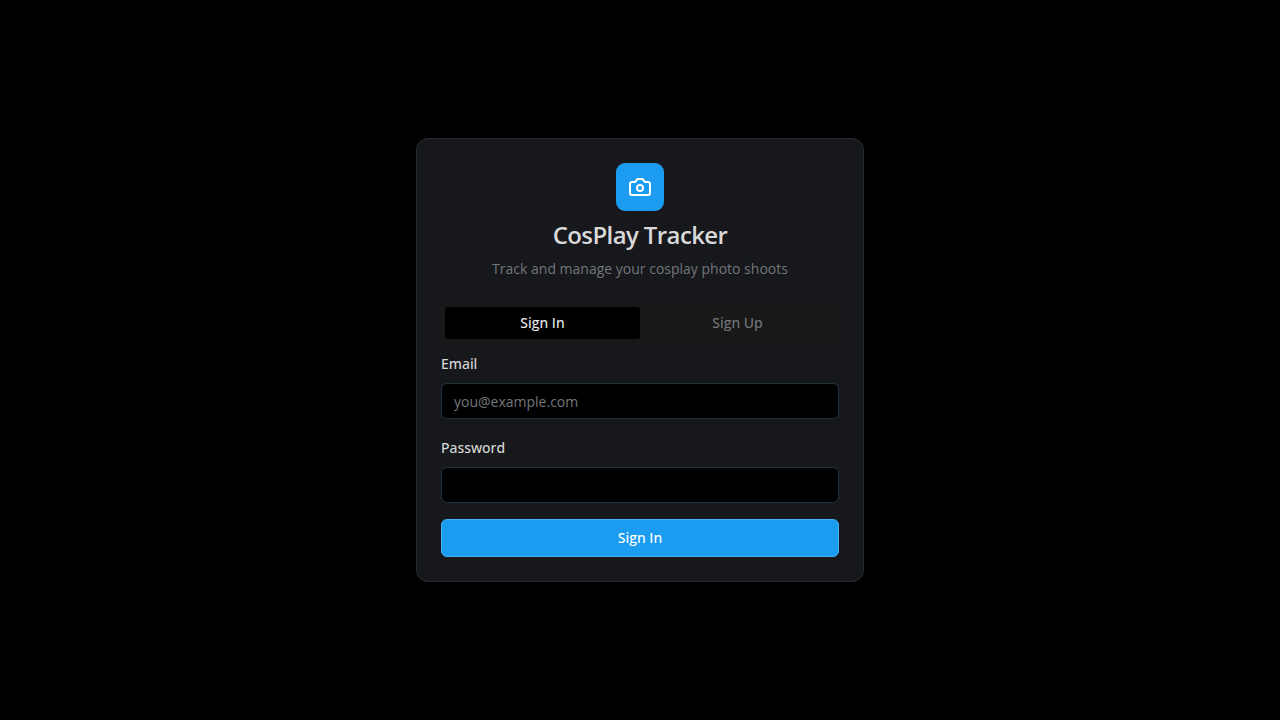 CosPlay Tracker
Track and manage your cosplay photo shoots
Sign In Sign Up
Email
you@example.com
Password
Sign In